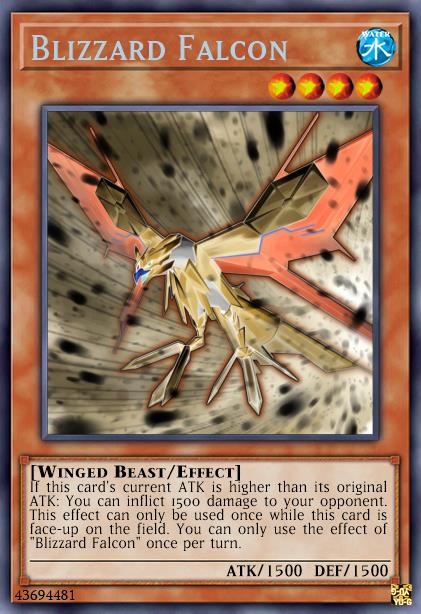 Blizzard Falcon
WATER
水
[Winged Beast/Effect]
If this card's current ATK is higher than its original
ATK: You can inflict 1500 damage to your opponent.
This effect can only be used once while this card is
face-up on the field. You can only use the effect of
"Blizzard Falcon" once per turn.
ATK/1500 DEF/1500
43694481